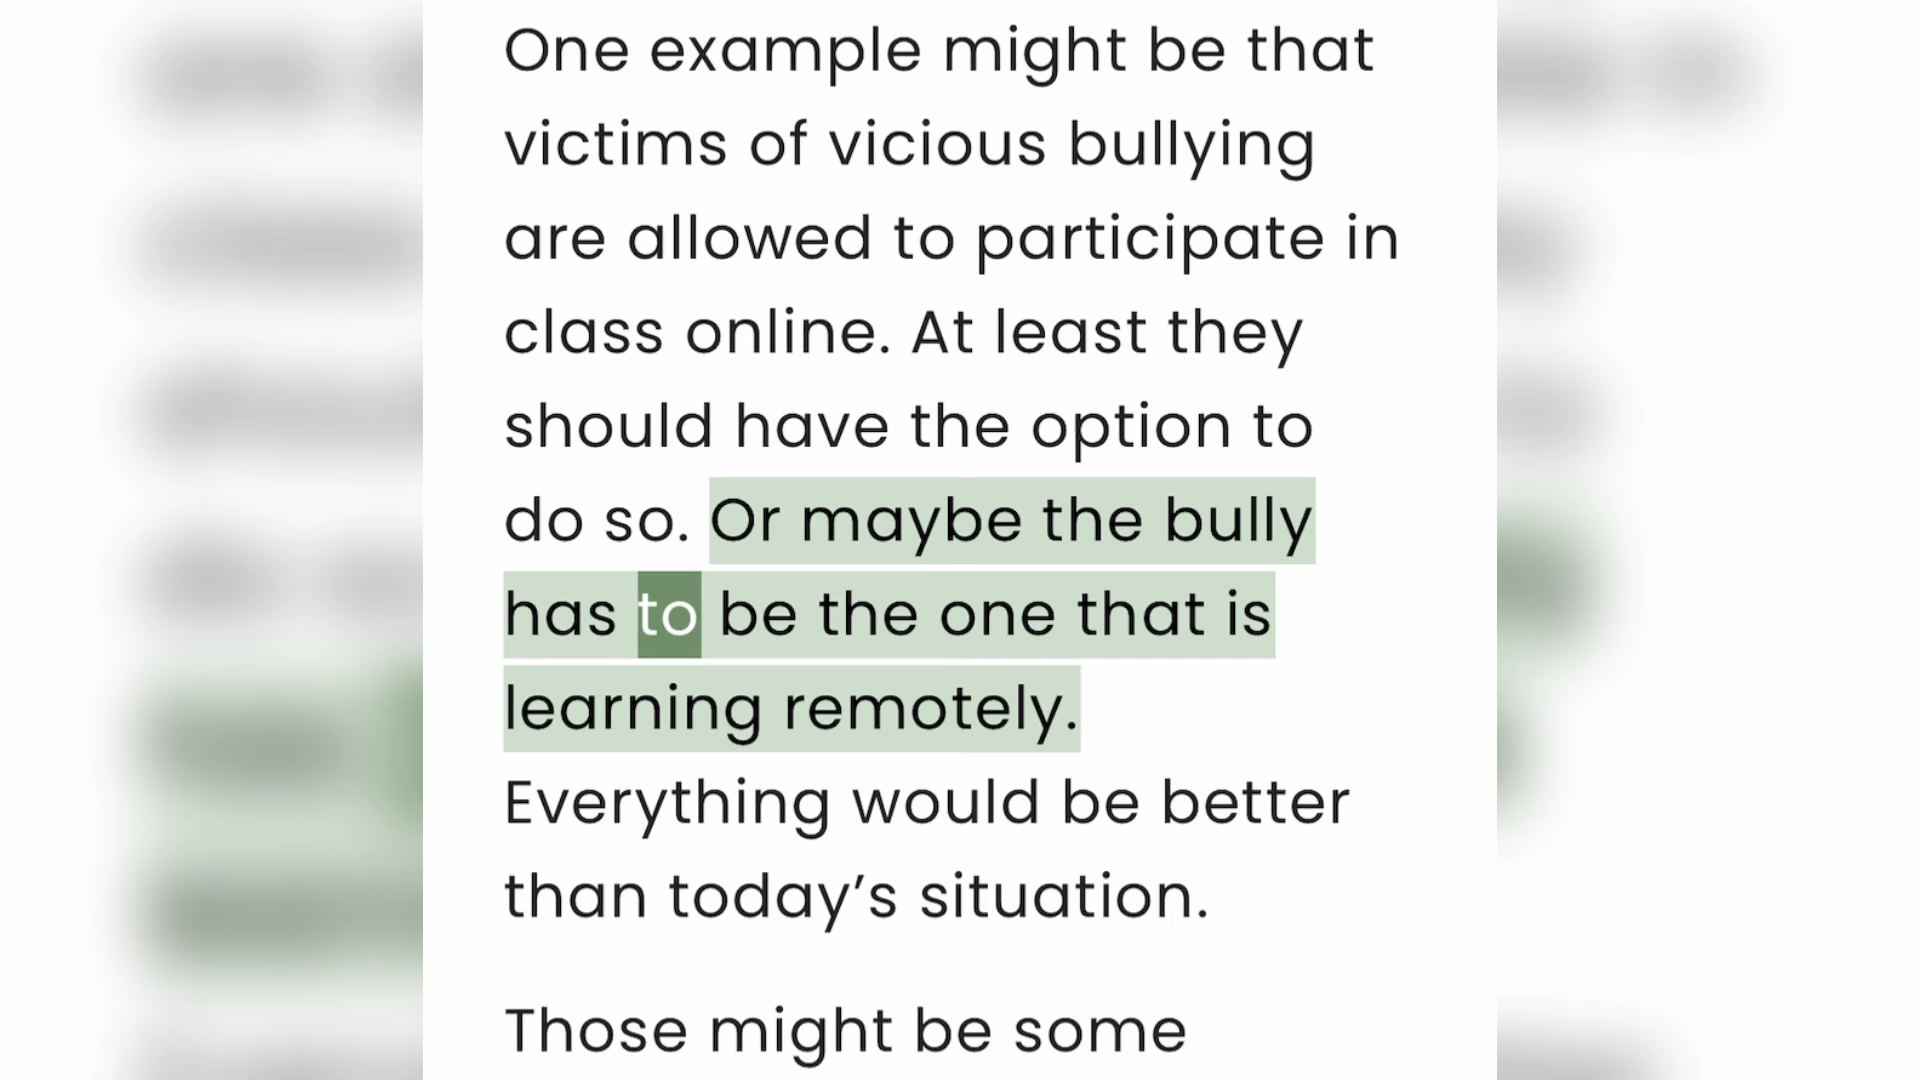 One example might be that
victims of vicious bullying
are allowed to participate in
class online. At least they
should have the option to
do so. Or maybe the bully
has to be the one that is
learning remotely.
Everything would be better
than today’s situation.
Those might be some